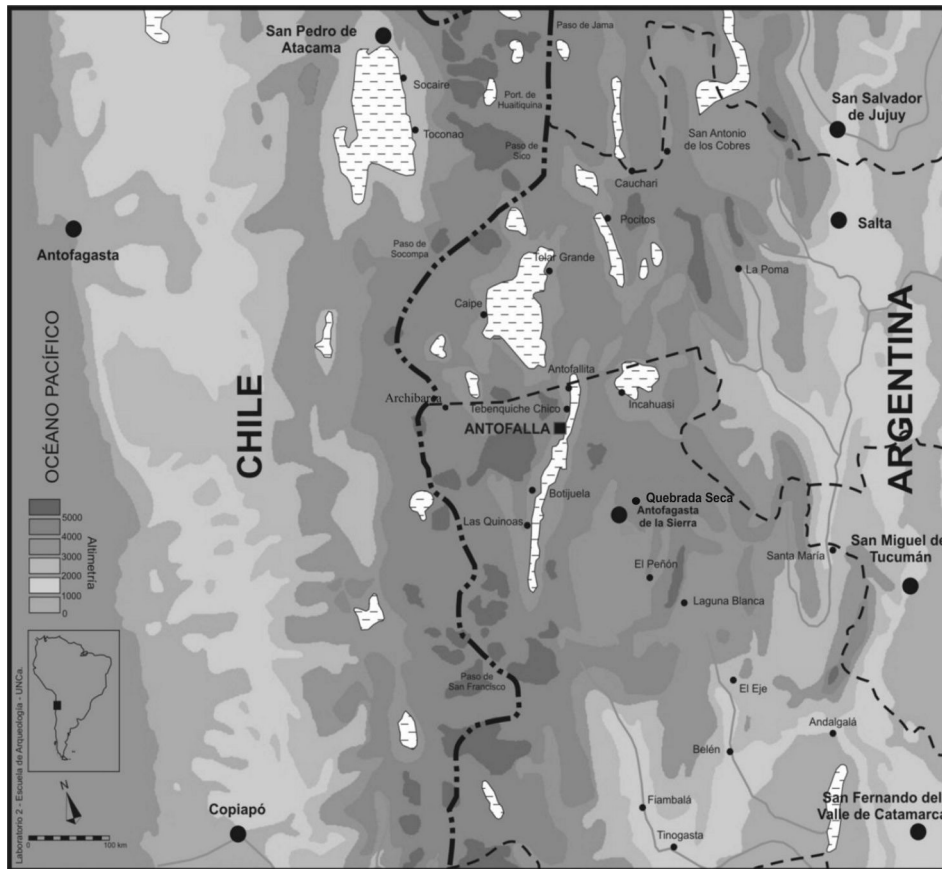 San Pedro de
Atacama
Paso de Jama
Socaire
Port. de
Huaitiquina
San Salvador
de Jujuy
Toconao
Paso de
Sico
San Antonio
de los Cobres
Cauchari
Pocitos
Salta
Antofagasta
Paso de
Socompa
Tolar Grande
La Poma
Caipe
OCÉANO PACÍFICO
CHILE
ARGENTINA
Antofallita
Archibarca
Tebenquiche Chico
Incahuasi
ANTOFALLA
Botijuela
Quebrada Seca
Antofagasta
de la Sierra
Las Quinoas
5000
4000
3000
2000
1000
0
Altimetría
San Miguel de
Tucumán
Santa María
El Peñón
Laguna Blanca
Paso de
San Francisco
El Eje
Andalgalá
Belén
Fiambalá
Tinogasta
San Fernando del
Valle de Catamarca
Copiapó
N
0
100 km
Laboratorio 2 - Escuela de Arqueología - UNCa.